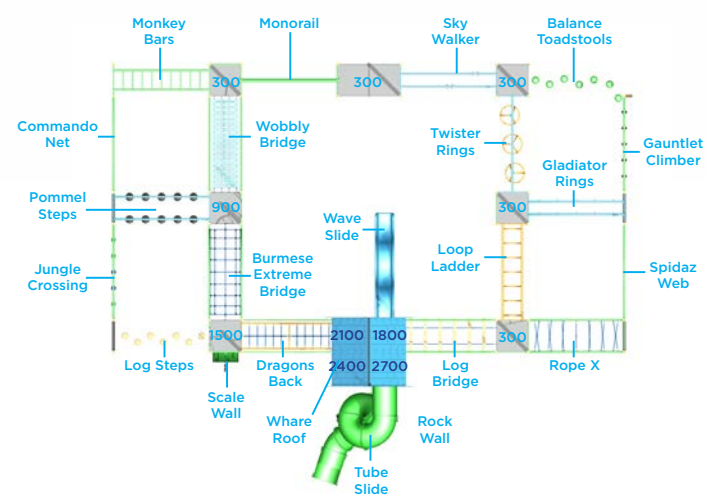 Monkey
Bars
Monorail
Sky
Walker
Balance
Toadstools
300
300
300
Commando
Net
Wobbly
Bridge
Twister
Rings
Gauntlet
Climber
Gladiator
Rings
Pommel
Steps
900
300
Wave
Slide
Jungle
Crossing
Burmese
Extreme
Bridge
Loop
Ladder
Spidaz
Web
1500
2100
1800
300
Log Steps
Dragons
Back
2400
2700
Log
Bridge
Rope X
Scale
Wall
Whare
Roof
Rock
Wall
Tube
Slide